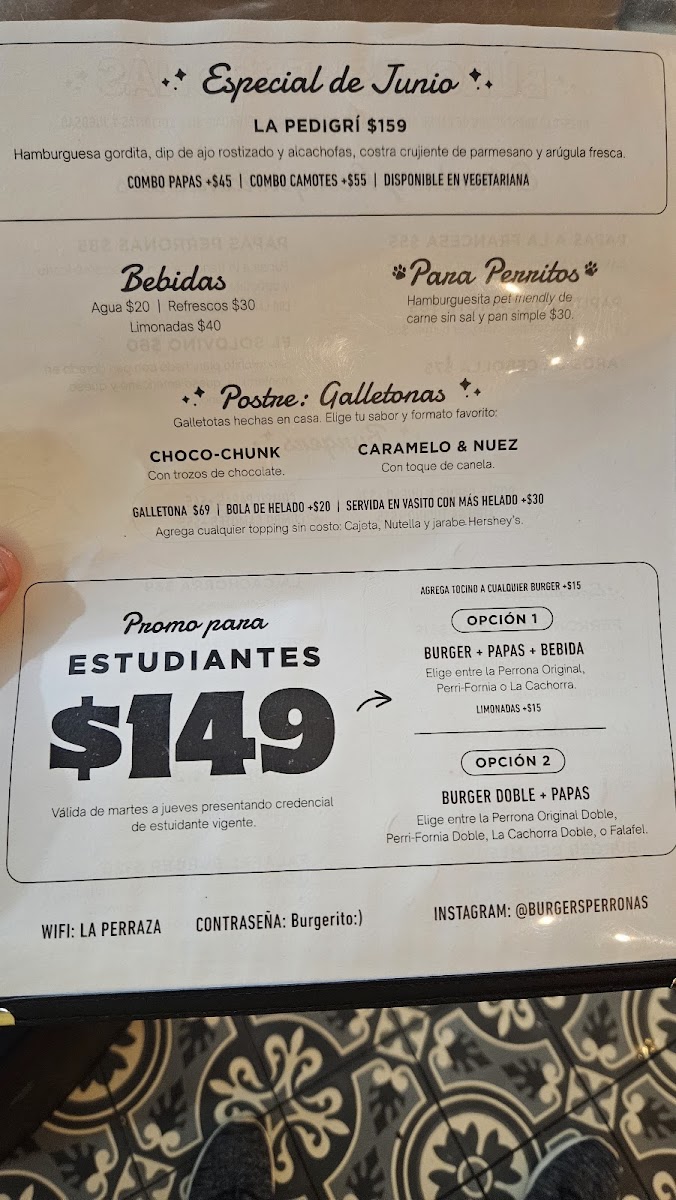 Especial de Junio
LA PEDIGRÍ $159
Hamburguesa gordita, dip de ajo rostizado y alcachofas, costra crujiente de parmesano y arúgula fresca.
COMBO PAPAS +$45 | COMBO CAMOTES +$55 | DISPONIBLE EN VEGETARIANA
Bebidas
Agua $20 | Refrescos $30
Limonadas $40
Para Perritos
Hamburguesita pet friendly de
carne sin sal y pan simple $30.
Postre: Galletonas
Galletotas hechas en casa. Elige tu sabor y formato favorito:
CHOCO-CHUNK
Con trozos de chocolate.
CARAMELO & NUEZ
Con toque de canela.
GALLETONA $69 | BOLA DE HELADO +$20 | SERVIDA EN VASITO CON MÁS HELADO +$30
Agrega cualquier topping sin costo: Cajeta, Nutella y jarabe Hershey's.
Promo para
ESTUDIANTES
$149
Válida de martes a jueves presentando credencial
de estuidante vigente.
AGREGA TOCINO A CUALQUIER BURGER +$15
OPCIÓN 1
BURGER + PAPAS + BEBIDA
Elige entre la Perrona Original,
Perri-Fornia o La Cachorra.
LIMONADAS +$15
OPCIÓN 2
BURGER DOBLE + PAPAS
Elige entre la Perrona Original Doble,
Perri-Fornia Doble, La Cachorra Doble, o Falafel.
WIFI: LA PERRAZA
CONTRASEÑA: Burgerito:)
INSTAGRAM: @BURGERSPERRONAS